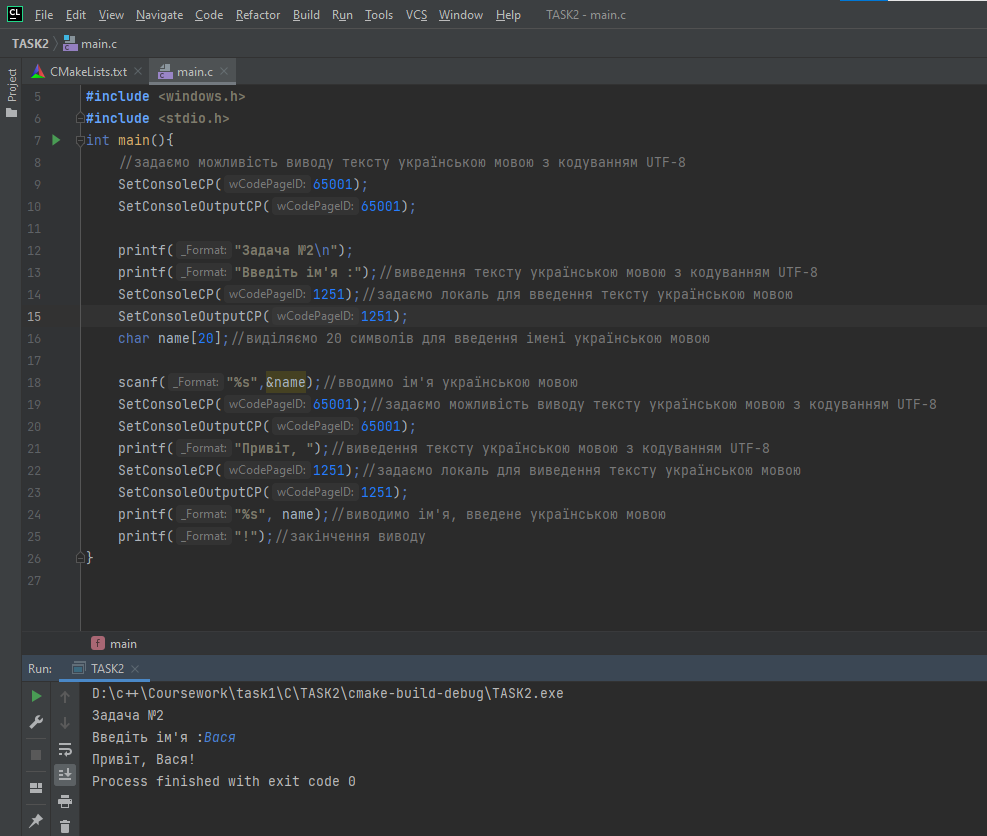 CL File Edit View Navigate Code Refactor Build Run Tools VCS Window Help TASK2 - main.c
TASK2 main.c
Project
CMakeLists.txt main.c
5 #include <windows.h>
6 #include <stdio.h>
7 int main(){
8 //задаємо можливість виводу тексту українською мовою з кодуванням UTF-8
9 SetConsoleCP( wCodePageID: 65001);
10 SetConsoleOutputCP( wCodePageID: 65001);
11
12 printf( _Format: "Задача №2\n");
13 printf( _Format: "Введіть ім'я :");//виведення тексту українською мовою з кодуванням UTF-8
14 SetConsoleCP( wCodePageID: 1251);//задаємо локаль для введення тексту українською мовою
15 SetConsoleOutputCP( wCodePageID: 1251);
16 char name[20];//виділяємо 20 символів для введення імені українською мовою
17
18 scanf( _Format: "%s",&name);//вводимо ім'я українською мовою
19 SetConsoleCP( wCodePageID: 65001);//задаємо можливість виводу тексту українською мовою з кодуванням UTF-8
20 SetConsoleOutputCP( wCodePageID: 65001);
21 printf( _Format: "Привіт, ");//виведення тексту українською мовою з кодуванням UTF-8
22 SetConsoleCP( wCodePageID: 1251);//задаємо локаль для виведення тексту українською мовою
23 SetConsoleOutputCP( wCodePageID: 1251);
24 printf( _Format: "%s", name);//виводимо ім'я, введене українською мовою
25 printf( _Format: "!");//закінчення виводу
26 }
27
f main
Run: TASK2
D:\c++\Coursework\task1\C\TASK2\cmake-build-debug\TASK2.exe
Задача №2
Введіть ім'я :Вася
Привіт, Вася!
Process finished with exit code 0